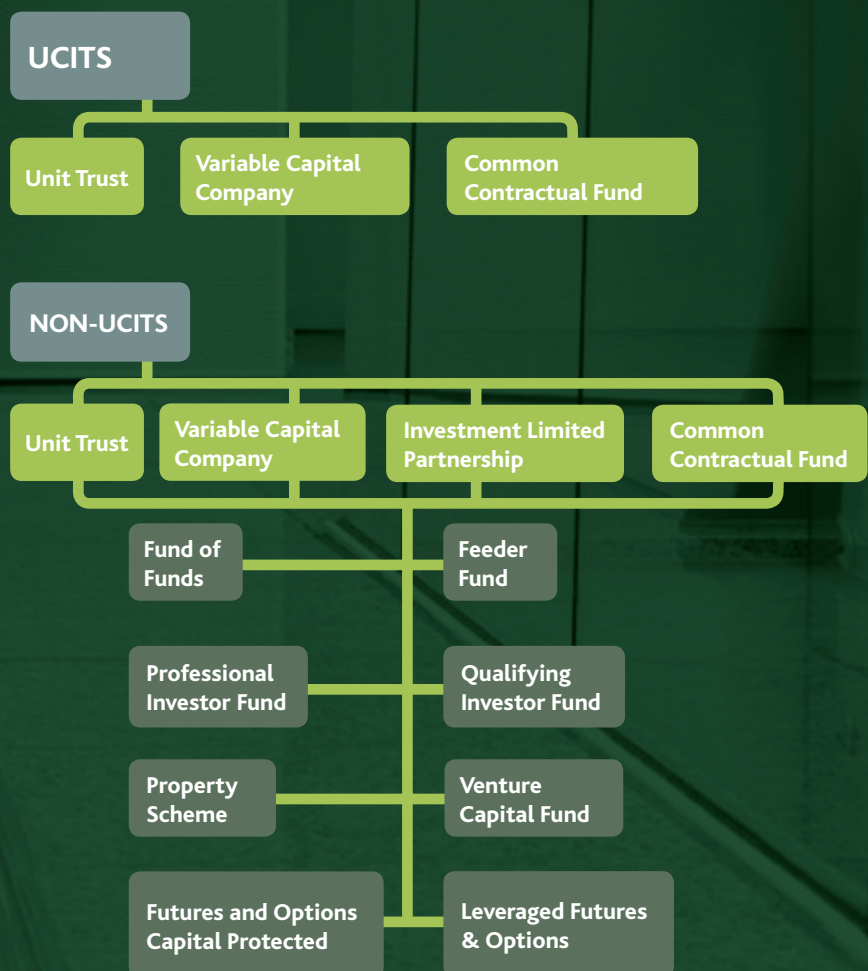 UCITS
Unit Trust
Variable Capital
Company
Common
Contractual Fund
NON-UCITS
Unit Trust
Variable Capital
Company
Investment Limited
Partnership
Common
Contractual Fund
Fund of
Funds
Feeder
Fund
Professional
Investor Fund
Qualifying
Investor Fund
Property
Scheme
Venture
Capital Fund
Futures and Options
Capital Protected
Leveraged Futures
& Options